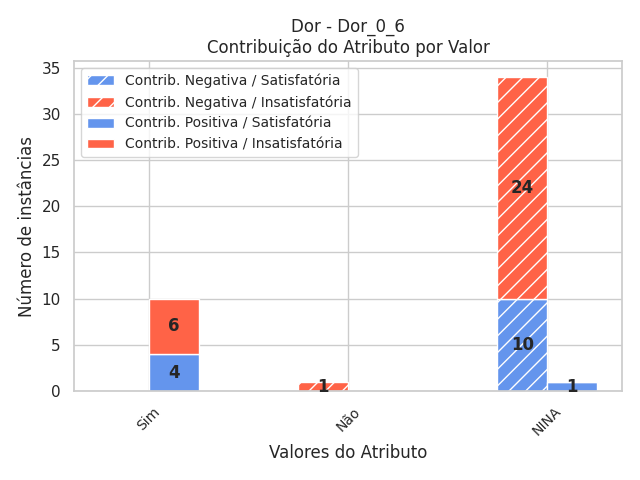 Dor - Dor_0_6
Contribuição do Atributo por Valor
Contrib. Negativa / Satisfatória
Contrib. Negativa / Insatisfatória
Contrib. Positiva / Satisfatória
Contrib. Positiva / Insatisfatória
Número de instâncias
35
30
25
20
15
10
5
0
6
4
1
24
10
1
Sim
Não
NINA
Valores do Atributo